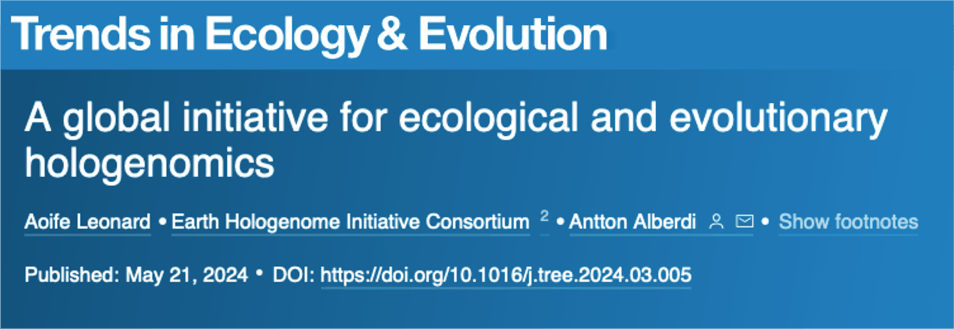 Trends in Ecology & Evolution
A global initiative for ecological and evolutionary
hologenomics
Aoife Leonard • Earth Hologenome Initiative Consortium 2 • Antton Alberdi • Show footnotes
Published: May 21, 2024 • DOI: https://doi.org/10.1016/j.tree.2024.03.005